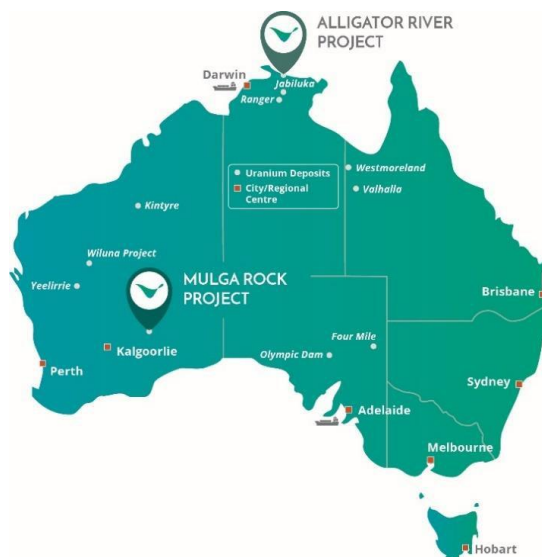 ALLIGATOR RIVER
PROJECT
Darwin
Jabiluka
Ranger
Uranium Deposits
City/Regional
Centre
Westmoreland
Valhalla
Kintyre
Wiluna Project
Yeelirrie
MULGA ROCK
PROJECT
Brisbane
Four Mile
Olympic Dam
Kalgoorlie
Perth
Sydney
Adelaide
Melbourne
Hobart